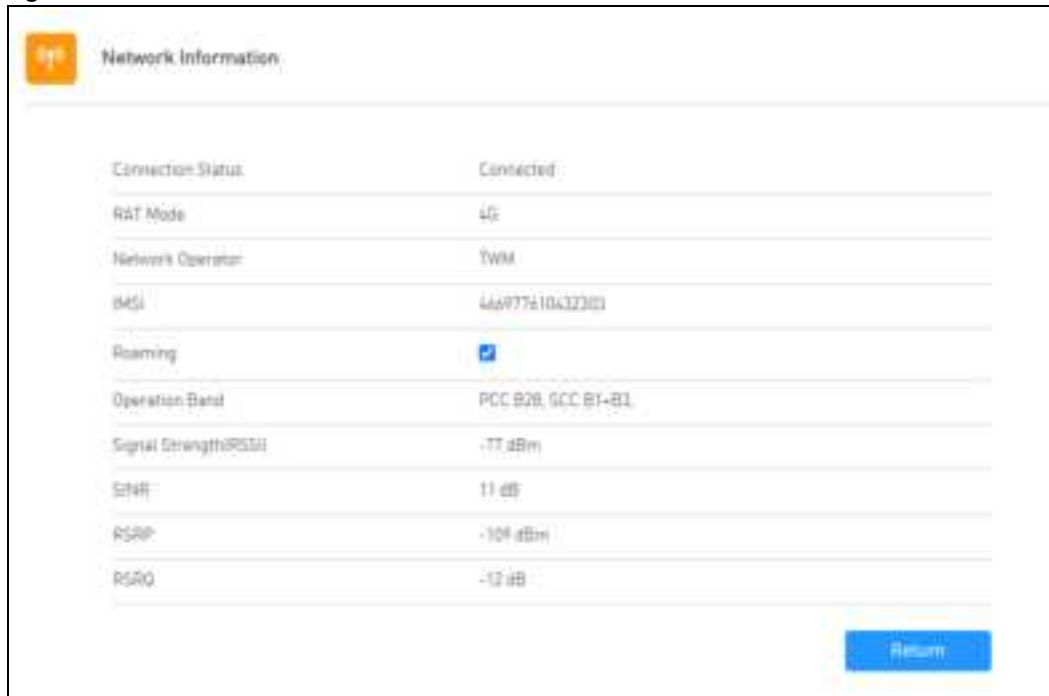 Network Information
Connection Status Connected
RAT Mode 4G
Network Operator TWM
IMSI
Roaming
Operation Band PCC B28, SCC B1+B3,
Signal Strength(RSSI) -77 dBm
SINR 11 dB
RSRP -109 dBm
RSRQ -12 dB
Return